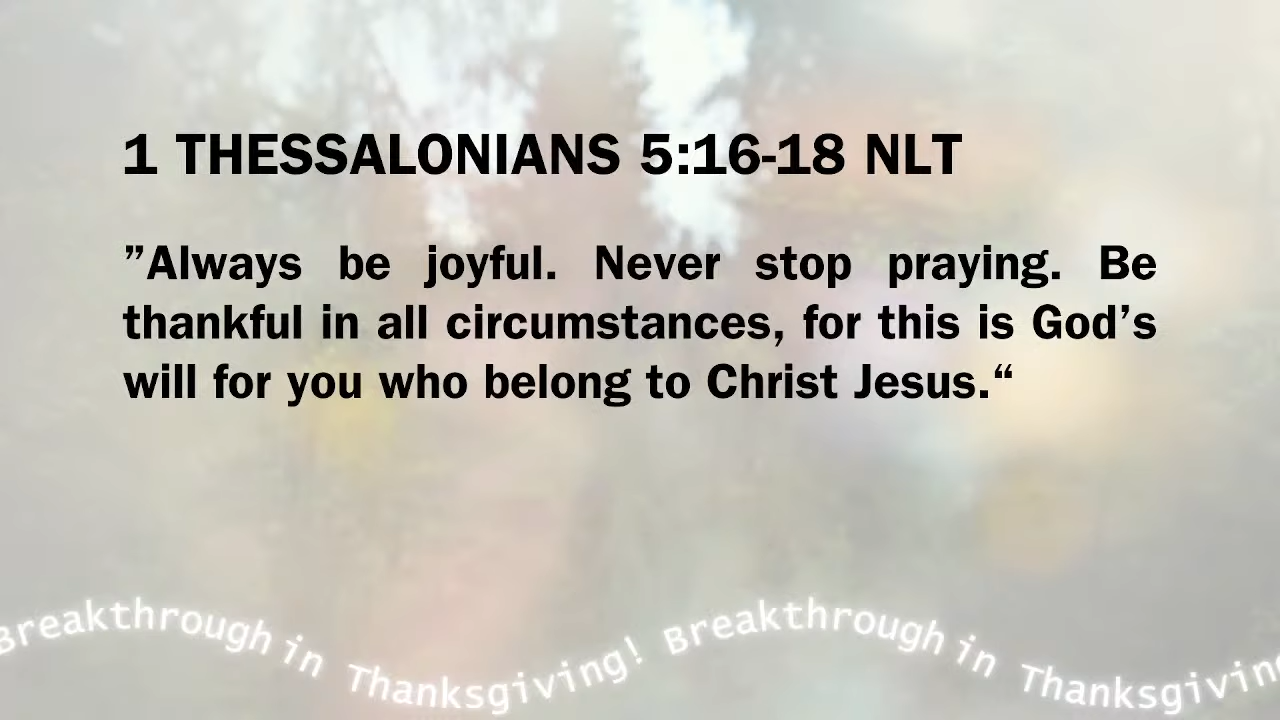 1 THESSALONIANS 5:16-18 NLT
”Always be joyful. Never stop praying. Be
thankful in all circumstances, for this is God’s
will for you who belong to Christ Jesus.“
Breakthrough in Thanksgiving! Breakthrough in Thanksgiving